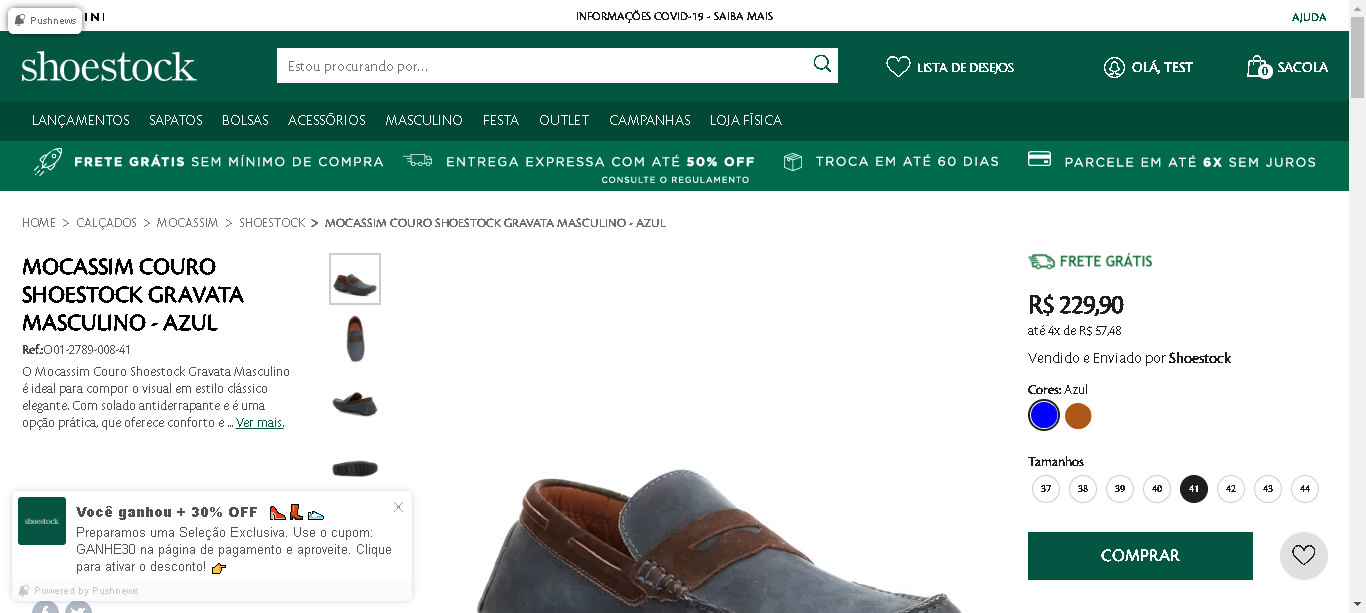 Pushnews
INI
INFORMAÇÕES COVID-19 - SAIBA MAIS
AJUDA
shoestock
Estou procurando por...
LISTA DE DESEJOS
OLÁ, TEST
0
SACOLA
LANÇAMENTOS SAPATOS BOLSAS ACESSÓRIOS MASCULINO FESTA OUTLET CAMPANHAS LOJA FÍSICA
FRETE GRÁTIS SEM MÍNIMO DE COMPRA
ENTREGA EXPRESSA COM ATÉ 50% OFF
CONSULTE O REGULAMENTO
TROCA EM ATÉ 60 DIAS
PARCELE EM ATÉ 6X SEM JUROS
HOME > CALÇADOS > MOCASSIM > SHOESTOCK > MOCASSIM COURO SHOESTOCK GRAVATA MASCULINO - AZUL
MOCASSIM COURO
SHOESTOCK GRAVATA
MASCULINO - AZUL
Ref.:O01-2789-008-41
O Mocassim Couro Shoestock Gravata Masculino
é ideal para compor o visual em estilo clássico
elegante. Com solado antiderrapante e é uma
opção prática, que oferece conforto e ... Ver mais.
FRETE GRÁTIS
R$ 229,90
até 4x de R$ 57,48
Vendido e Enviado por Shoestock
Cores: Azul
Tamanhos
37 38 39 40 41 42 43 44
COMPRAR
shoestock
Você ganhou + 30% OFF 👠👢👟
Preparamos uma Seleção Exclusiva. Use o cupom:
GANHE30 na página de pagamento e aproveite. Clique
para ativar o desconto! 👉
Powered by Pushnews